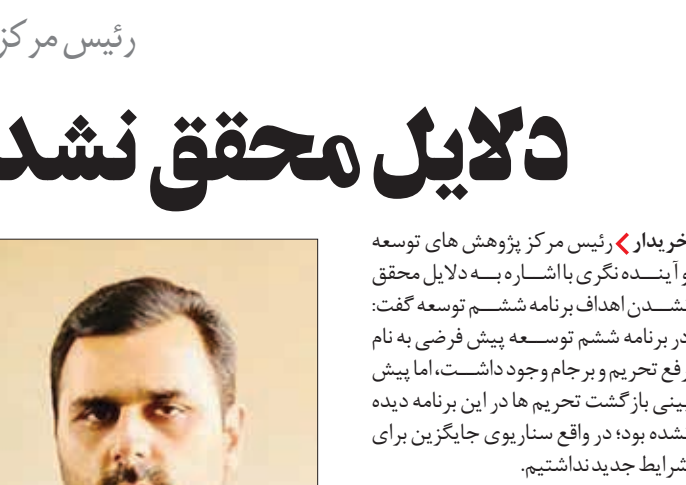 رئیس مرکز
دلایل محقق نشد
خریدار > رئیس مرکز پژوهش های توسعه
و آینده نگری با اشاره به دلایل محقق
نشدن اهداف برنامه ششم توسعه گفت:
در برنامه ششم توسعه پیش فرضی به نام
رفع تحریم و برجام وجود داشت، اما پیش
بینی بازگشت تحریم ها در این برنامه دیده
نشده بود؛ در واقع سناریوی جایگزین برای
شرایط جدید نداشتیم.